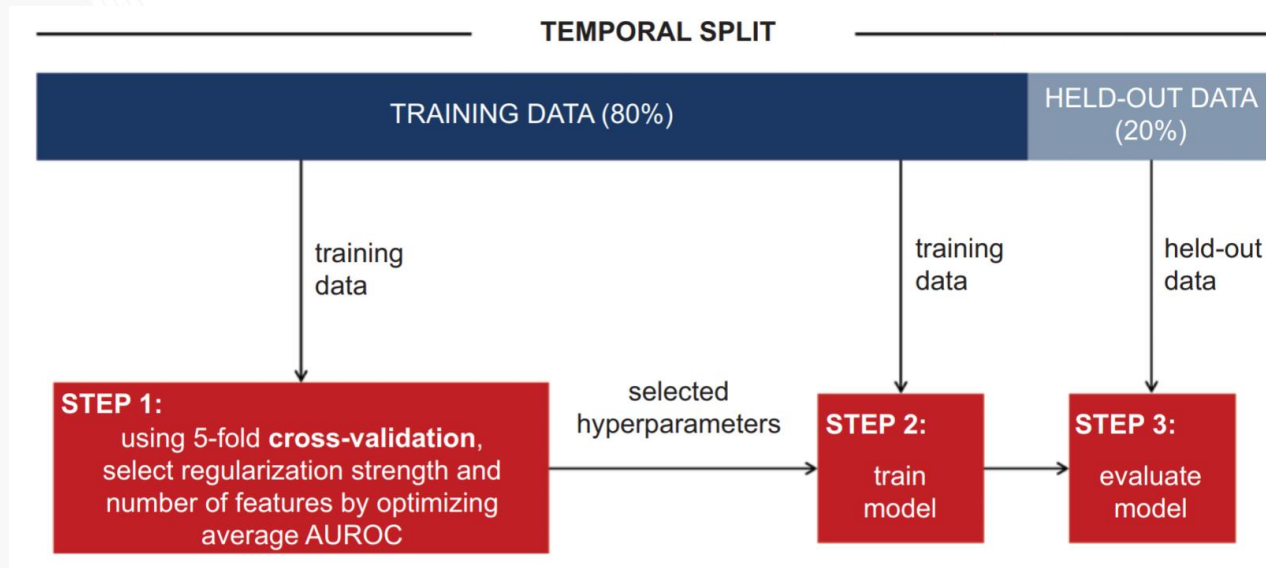 TEMPORAL SPLIT
TRAINING DATA (80%)
HELD-OUT DATA
(20%)
training
data
training
data
held-out
data
STEP 1:
using 5-fold cross-validation,
select regularization strength and
number of features by optimizing
average AUROC
selected
hyperparameters
STEP 2:
train
model
STEP 3:
evaluate
model